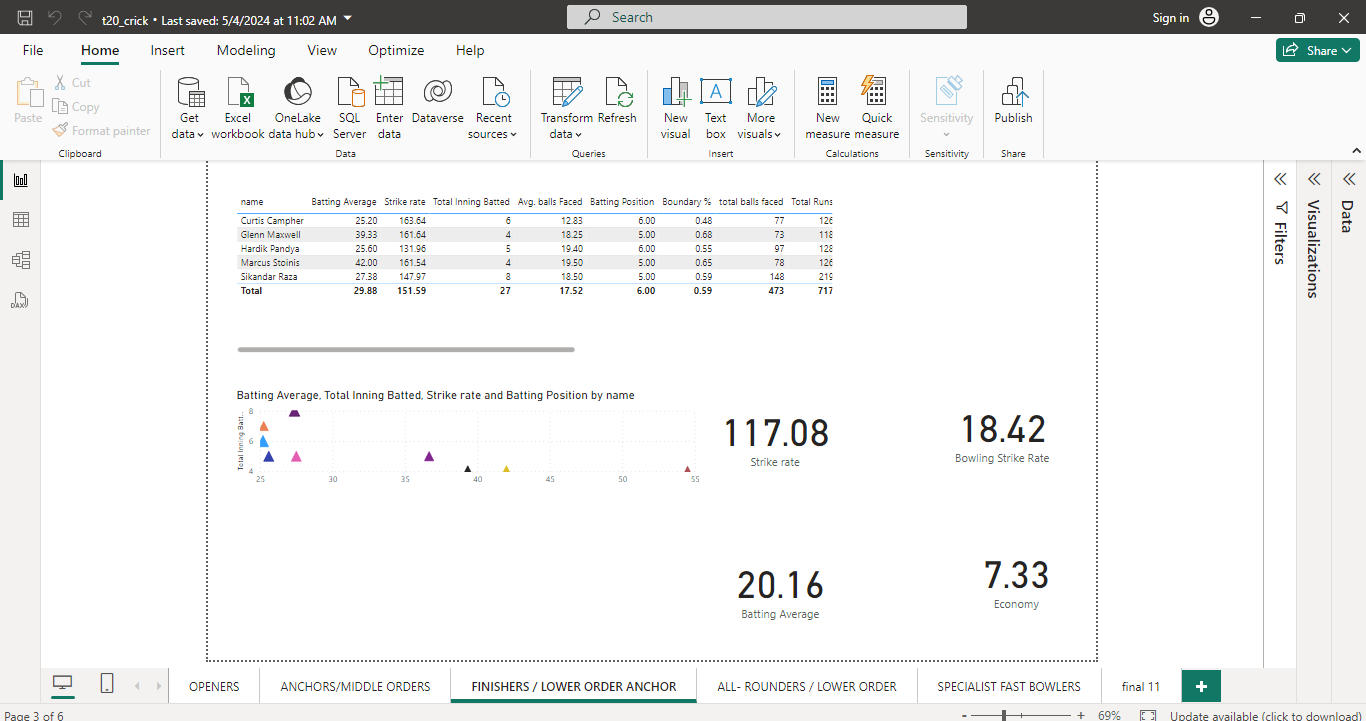 t20_crick • Last saved: 5/4/2024 at 11:02 AM
Search
Sign in
File Home Insert Modeling View Optimize Help
Share
Paste
Cut
Copy
Format painter
Clipboard
Get data
Excel workbook
OneLake data hub
SQL Server
Enter data
Dataverse
Recent sources
Data
Transform data
Refresh
Queries
New visual
Text box
More visuals
Insert
New measure
Quick measure
Calculations
Sensitivity
Sensitivity
Publish
Share
name Batting Average Strike rate Total Inning Batted Avg. balls Faced Batting Position Boundary % total balls faced Total Runs
Curtis Campher 25.20 163.64 6 12.83 6.00 0.48 77 126
Glenn Maxwell 39.33 161.64 4 18.25 5.00 0.68 73 118
Hardik Pandya 25.60 131.96 5 19.40 6.00 0.55 97 128
Marcus Stoinis 42.00 161.54 4 19.50 5.00 0.65 78 126
Sikandar Raza 27.38 147.97 8 18.50 5.00 0.59 148 219
Total 29.88 151.59 27 17.52 6.00 0.59 473 717
Batting Average, Total Inning Batted, Strike rate and Batting Position by name
Total Inning Batt...
8
6
4
25 30 35 40 45 50 55
117.08
Strike rate
18.42
Bowling Strike Rate
20.16
Batting Average
7.33
Economy
Filters
Visualizations
Data
DAX
OPENERS
ANCHORS/MIDDLE ORDERS
FINISHERS / LOWER ORDER ANCHOR
ALL- ROUNDERS / LOWER ORDER
SPECIALIST FAST BOWLERS
final 11
+
Page 3 of 6
- + 69%
Update available (click to download)